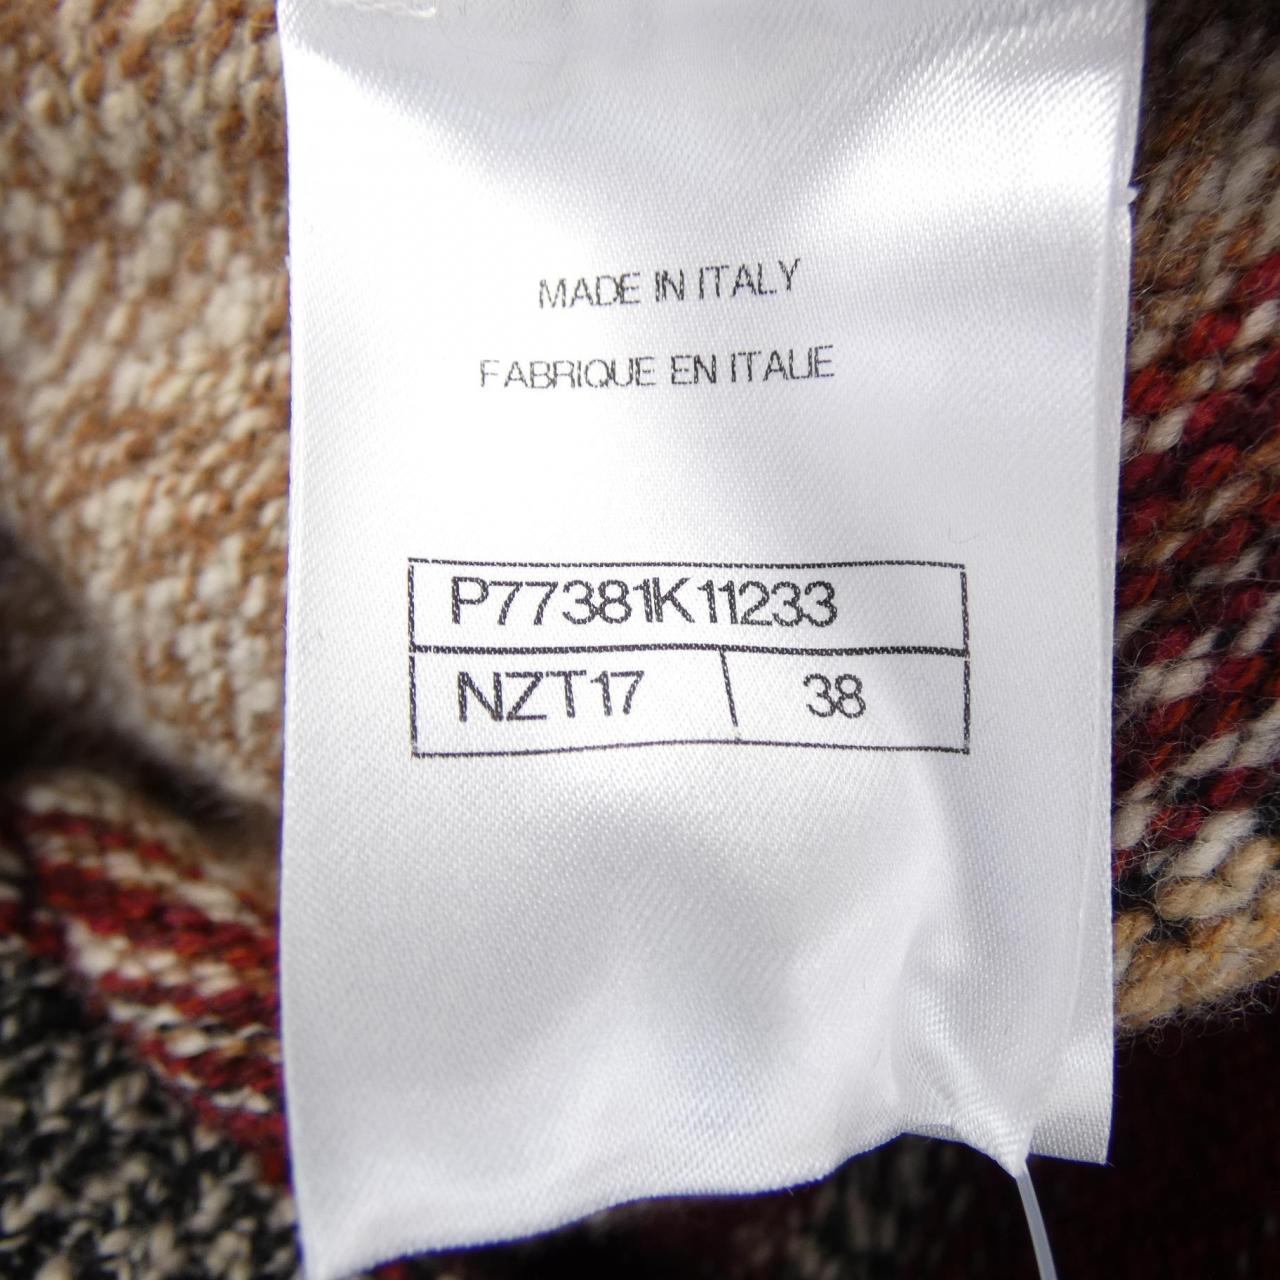 MADE IN ITALY
FABRIQUE EN ITALIE
P77381K11233
NZT17 38